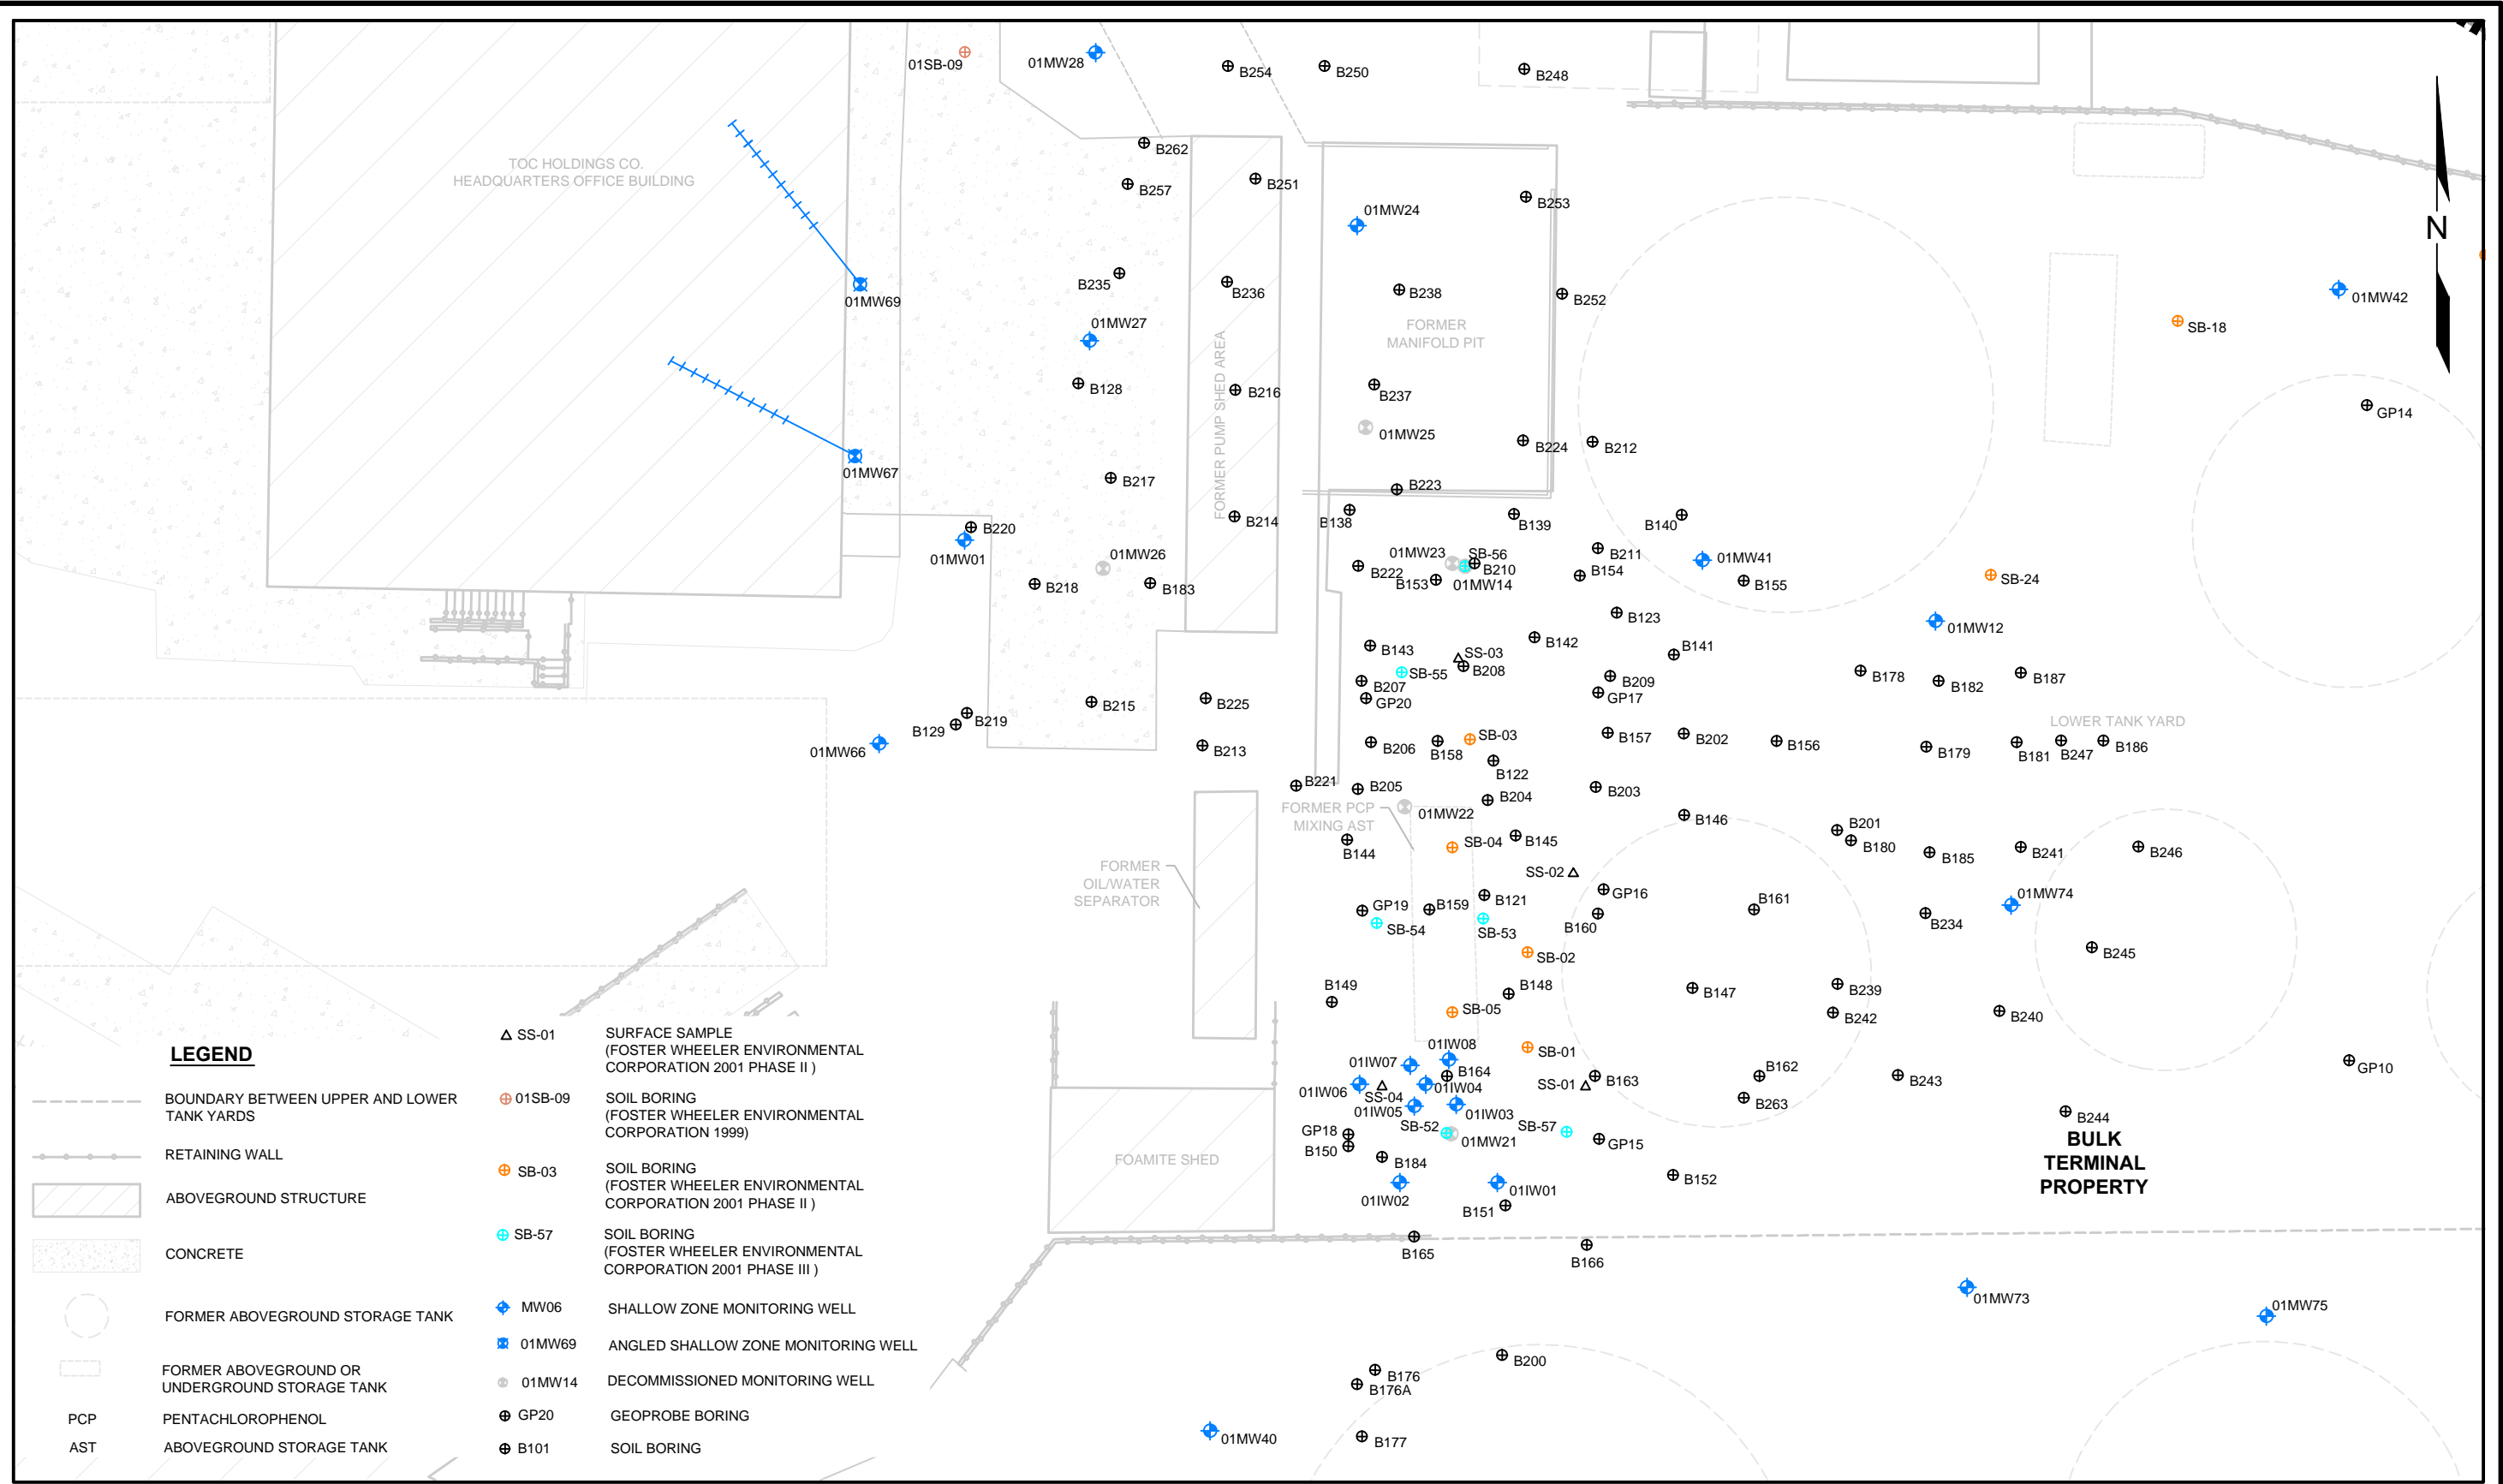 01SB-09
01MW28
B254
B250
B248
B262
TOC HOLDINGS CO.
HEADQUARTERS OFFICE BUILDING
B257
B251
B253
01MW24
N
B235
B236
B238
B252
01MW42
01MW69
01MW27
FORMER
MANIFOLD PIT
SB-18
FORMER PUMP SHED AREA
B128
B216
B237
GP14
01MW25
B224
B212
01MW67
B217
B223
B220
B214
B138
B139
B140
01MW01
01MW26
01MW23
SB-56
B211
01MW41
B218
B183
B222
B153
B210
01MW14
B154
B155
SB-24
B123
01MW12
B143
SS-03
B142
B141
SB-55
B208
B207
GP20
B209
GP17
B178
B182
B187
B215
B225
B129
B219
LOWER TANK YARD
01MW66
B213
B206
B158
SB-03
B157
B202
B156
B179
B181
B247
B186
B122
B221
B205
B204
B203
FORMER PCP
MIXING AST
01MW22
B146
B201
B144
SB-04
B145
B180
B185
B241
B246
FORMER
OIL/WATER
SEPARATOR
SS-02
GP16
01MW74
GP19
B159
B121
B161
SB-54
SB-53
B160
B234
SB-02
B245
B149
B148
B147
B239
SB-05
B242
B240
01IW08
SB-01
01IW07
B164
B162
GP10
01IW06
SS-04
01IW04
SS-01
B163
B243
01IW05
01IW03
B263
B244
GP18
SB-52
01MW21
SB-57
GP15
B150
BULK
TERMINAL
PROPERTY
FOAMITE SHED
B184
B152
01IW02
01IW01
B151
B165
B166
01MW73
01MW75
B200
B176
B176A
01MW40
B177
LEGEND
BOUNDARY BETWEEN UPPER AND LOWER
TANK YARDS
RETAINING WALL
ABOVEGROUND STRUCTURE
CONCRETE
FORMER ABOVEGROUND STORAGE TANK
FORMER ABOVEGROUND OR
UNDERGROUND STORAGE TANK
PCP PENTACHLOROPHENOL
AST ABOVEGROUND STORAGE TANK
SS-01 SURFACE SAMPLE
(FOSTER WHEELER ENVIRONMENTAL
CORPORATION 2001 PHASE II )
01SB-09 SOIL BORING
(FOSTER WHEELER ENVIRONMENTAL
CORPORATION 1999)
SB-03 SOIL BORING
(FOSTER WHEELER ENVIRONMENTAL
CORPORATION 2001 PHASE II )
SB-57 SOIL BORING
(FOSTER WHEELER ENVIRONMENTAL
CORPORATION 2001 PHASE III )
MW06 SHALLOW ZONE MONITORING WELL
01MW69 ANGLED SHALLOW ZONE MONITORING WELL
01MW14 DECOMMISSIONED MONITORING WELL
GP20 GEOPROBE BORING
B101 SOIL BORING